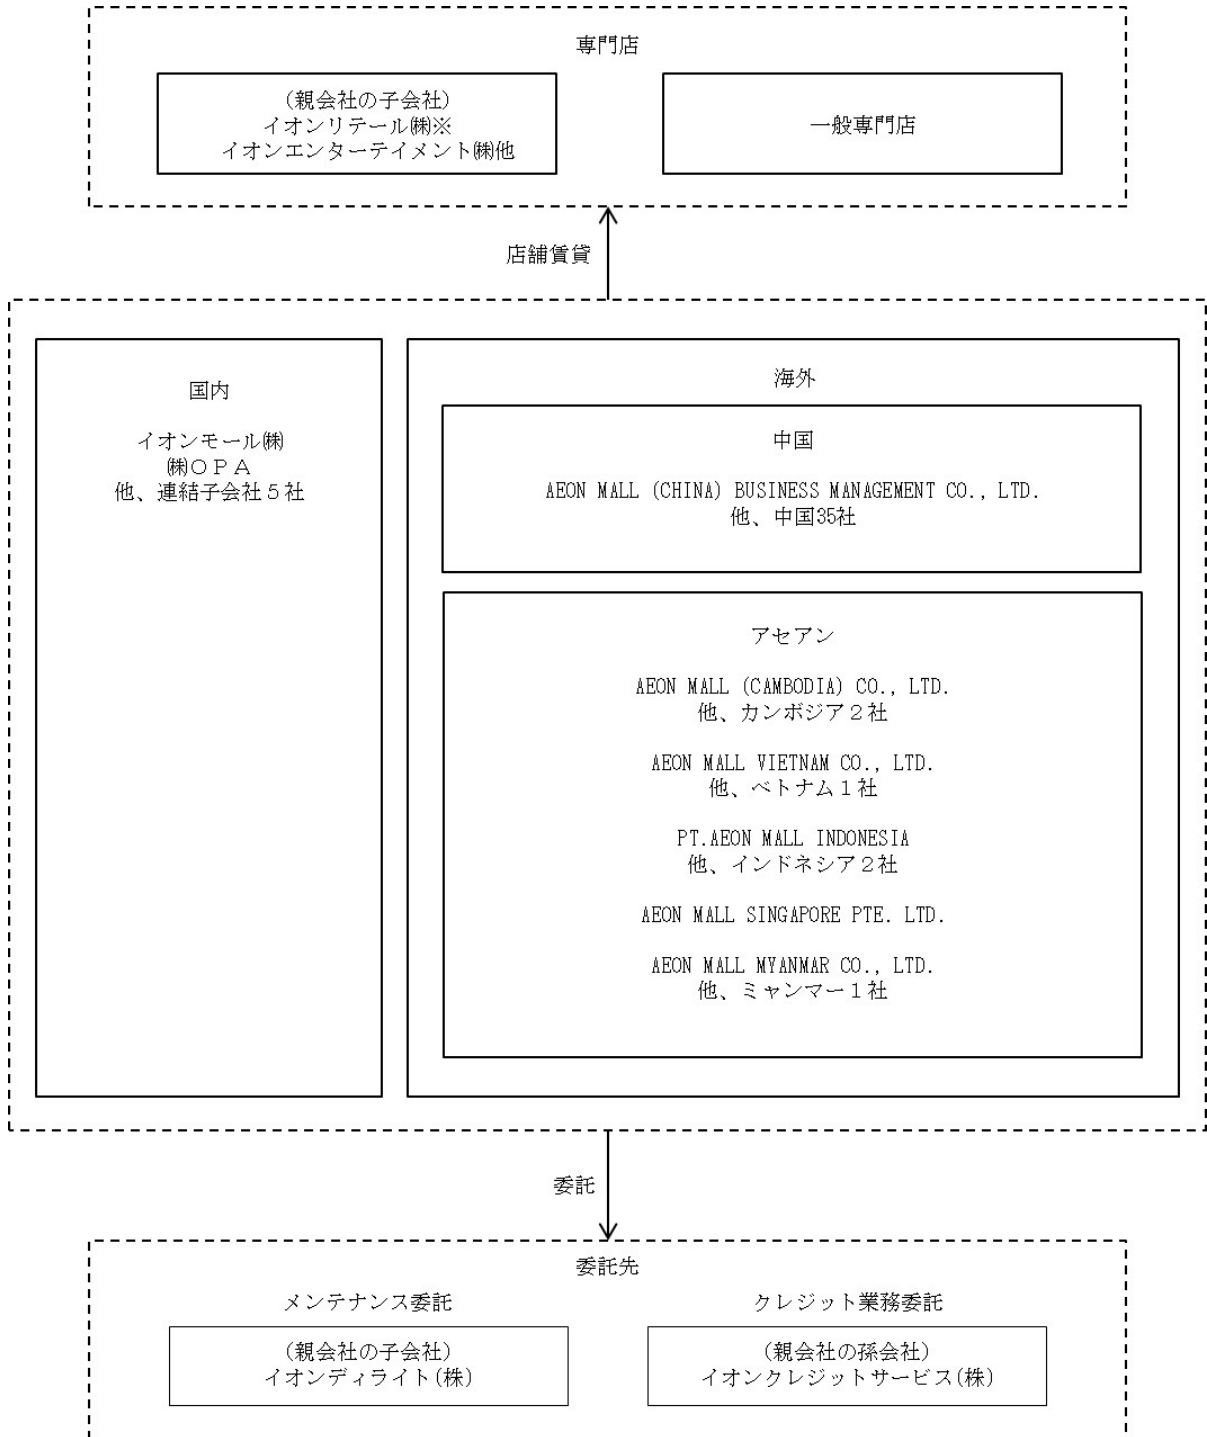 専門店
（親会社の子会社）
イオンリテール㈱※
イオンエンターテイメント㈱他
一般専門店
店舗賃貸
国内
イオンモール㈱
㈱ＯＰＡ
他、連結子会社５社
海外
中国
AEON MALL (CHINA) BUSINESS MANAGEMENT CO., LTD.
他、中国35社
アセアン
AEON MALL (CAMBODIA) CO., LTD.
他、カンボジア２社
AEON MALL VIETNAM CO., LTD.
他、ベトナム１社
PT.AEON MALL INDONESIA
他、インドネシア２社
AEON MALL SINGAPORE PTE. LTD.
AEON MALL MYANMAR CO., LTD.
他、ミャンマー１社
委託
委託先
メンテナンス委託
（親会社の子会社）
イオンディライト(株)
クレジット業務委託
（親会社の孫会社）
イオンクレジットサービス(株)